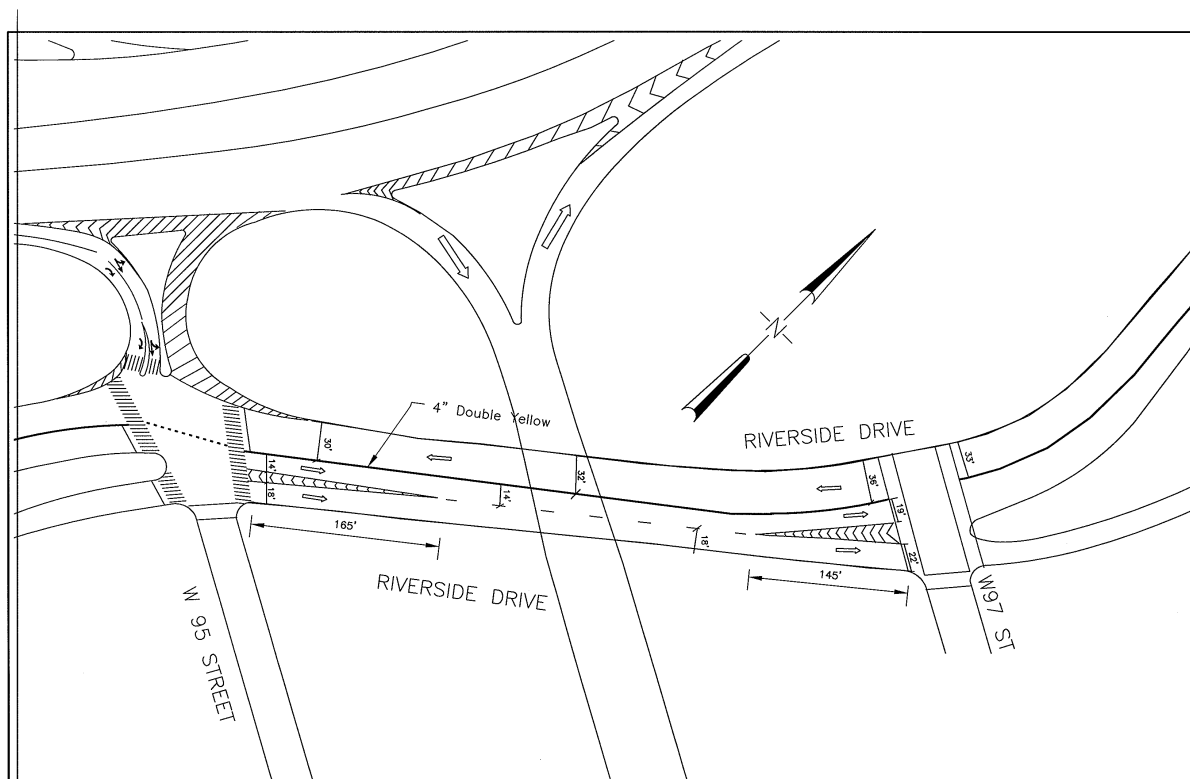 4" Double Yellow
N
RIVERSIDE DRIVE
30'
14'
18'
32'
14'
36'
33'
19'
18'
22'
165'
145'
RIVERSIDE DRIVE
W 95 STREET
W97 ST